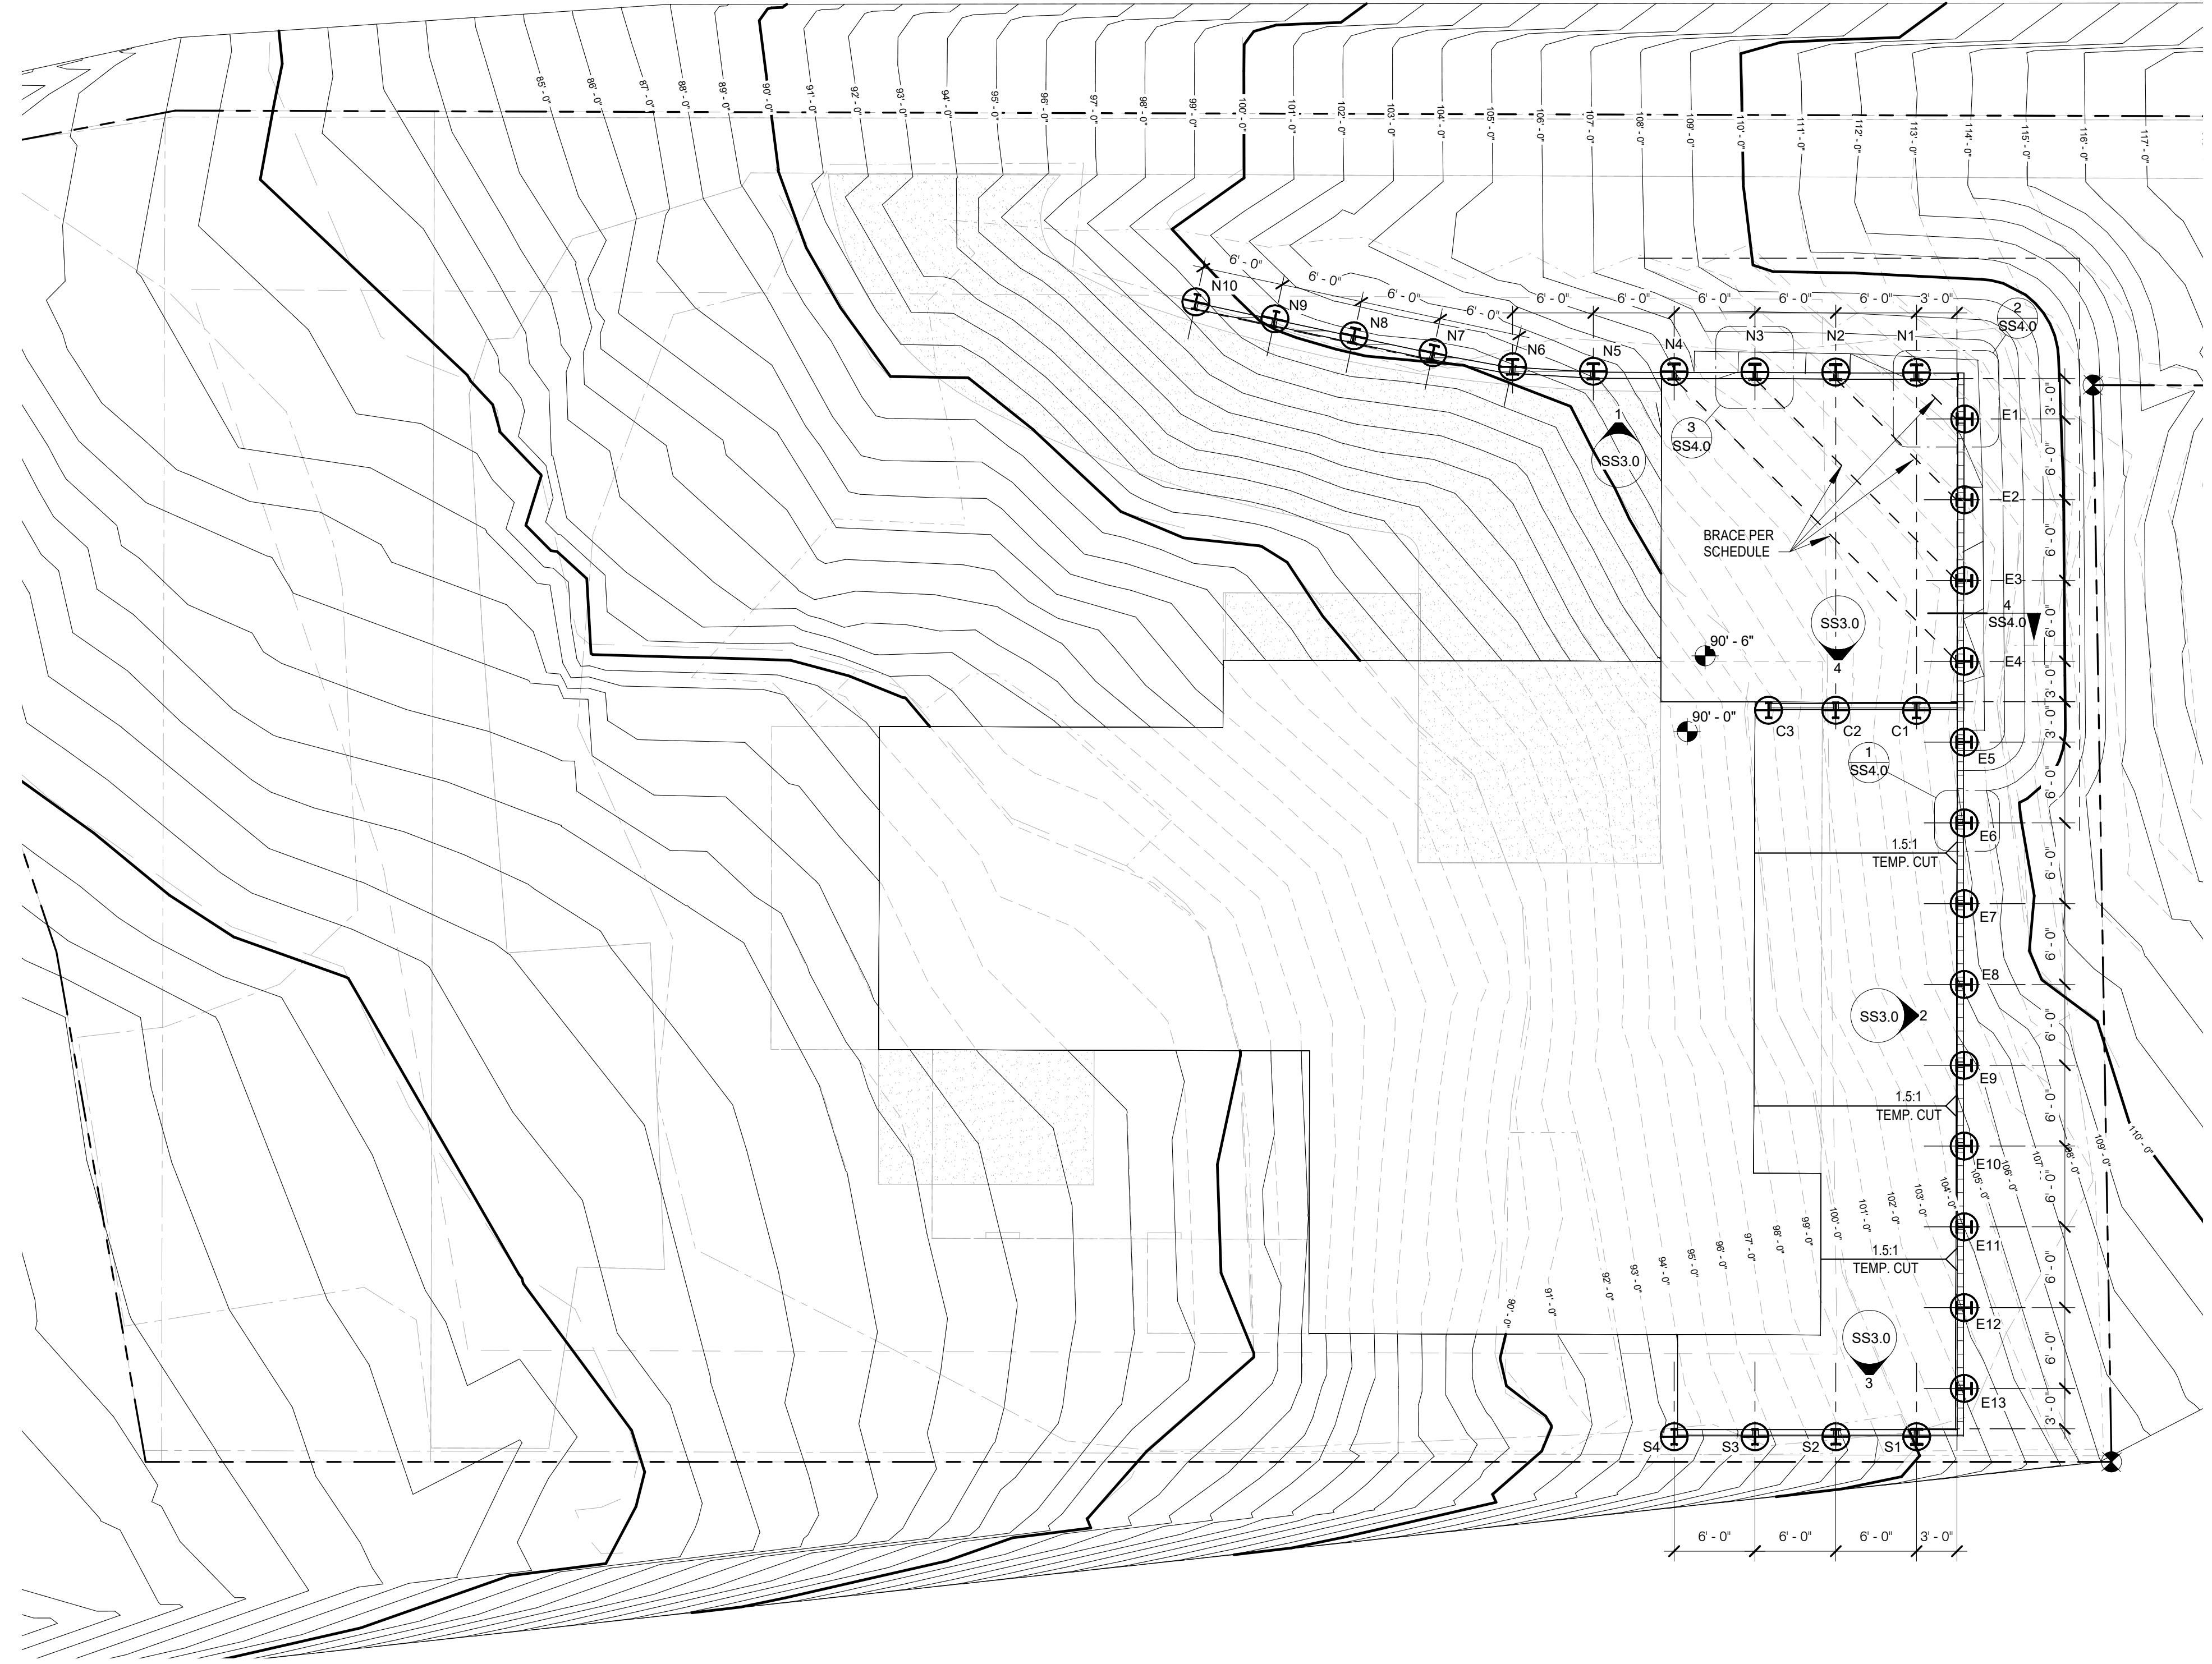 85' - 0"
86' - 0"
87' - 0"
88' - 0"
89' - 0"
90' - 0"
91' - 0"
92' - 0"
93' - 0"
94' - 0"
95' - 0"
96' - 0"
97' - 0"
98' - 0"
99' - 0"
100' - 0"
101' - 0"
102' - 0"
103' - 0"
104' - 0"
105' - 0"
106' - 0"
107' - 0"
108' - 0"
109' - 0"
110' - 0"
111' - 0"
112' - 0"
113' - 0"
114' - 0"
115' - 0"
116' - 0"
117' - 0"
6' - 0"
6' - 0"
6' - 0"
6' - 0"
6' - 0"
6' - 0"
6' - 0"
6' - 0"
6' - 0"
3' - 0"
N10
N9
N8
N7
N6
N5
N4
N3
N2
N1
2
SS4.0
1
SS3.0
3
SS4.0
BRACE PER
SCHEDULE
E1
E2
E3
4
SS4.0
E4
3' - 0"
6' - 0"
6' - 0"
6' - 0"
3' - 0"
3' - 0"
SS3.0
4
90' - 6"
90' - 0"
C3
C2
C1
1
SS4.0
E5
6' - 0"
E6
1.5:1
TEMP. CUT
6' - 0"
E7
6' - 0"
E8
SS3.0
2
6' - 0"
E9
1.5:1
TEMP. CUT
6' - 0"
E10
6' - 0"
E11
1.5:1
TEMP. CUT
6' - 0"
E12
6' - 0"
E13
3' - 0"
90' - 0"
91' - 0"
92' - 0"
93' - 0"
94' - 0"
95' - 0"
96' - 0"
97' - 0"
98' - 0"
99' - 0"
100' - 0"
101' - 0"
102' - 0"
103' - 0"
104' - 0"
105' - 0"
106' - 0"
107' - 0"
108' - 0"
109' - 0"
110' - 0"
SS3.0
3
S4
S3
S2
S1
6' - 0"
6' - 0"
6' - 0"
3' - 0"